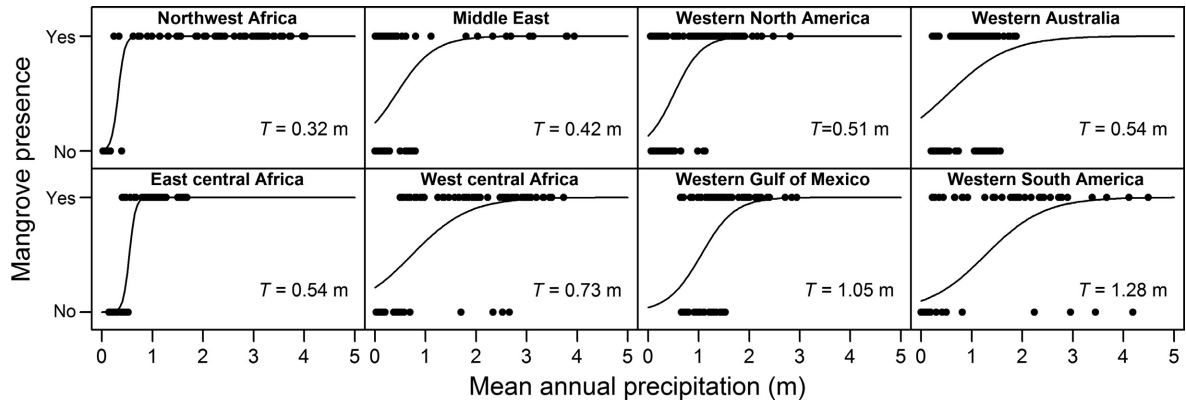 Northwest Africa Middle East Western North America Western Australia
Yes
T = 0.32 m T = 0.42 m T=0.51 m T = 0.54 m
No
East central Africa West central Africa Western Gulf of Mexico Western South America
Yes
T = 0.54 m T = 0.73 m T = 1.05 m T = 1.28 m
No
Mangrove presence
0 1 2 3 4 5 0 1 2 3 4 5 0 1 2 3 4 5 0 1 2 3 4 5
Mean annual precipitation (m)